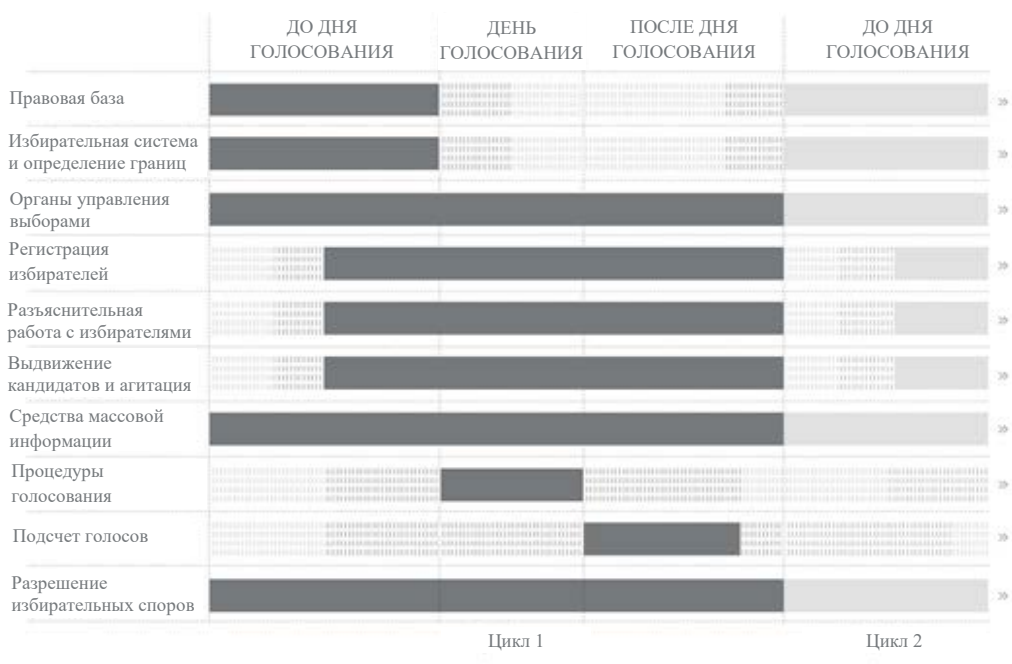 ДО ДНЯ
ГОЛОСОВАНИЯ
ДЕНЬ
ГОЛОСОВАНИЯ
ПОСЛЕ ДНЯ
ГОЛОСОВАНИЯ
ДО ДНЯ
ГОЛОСОВАНИЯ
Правовая база
»
Избирательная система
и определение границ
»
Органы управления
выборами
»
Регистрация
избирателей
»
Разъяснительная
работа с избирателями
»
Выдвижение
кандидатов и агитация
»
Средства массовой
информации
»
Процедуры
голосования
»
Подсчет голосов
»
Разрешение
избирательных споров
»
Цикл 1
Цикл 2